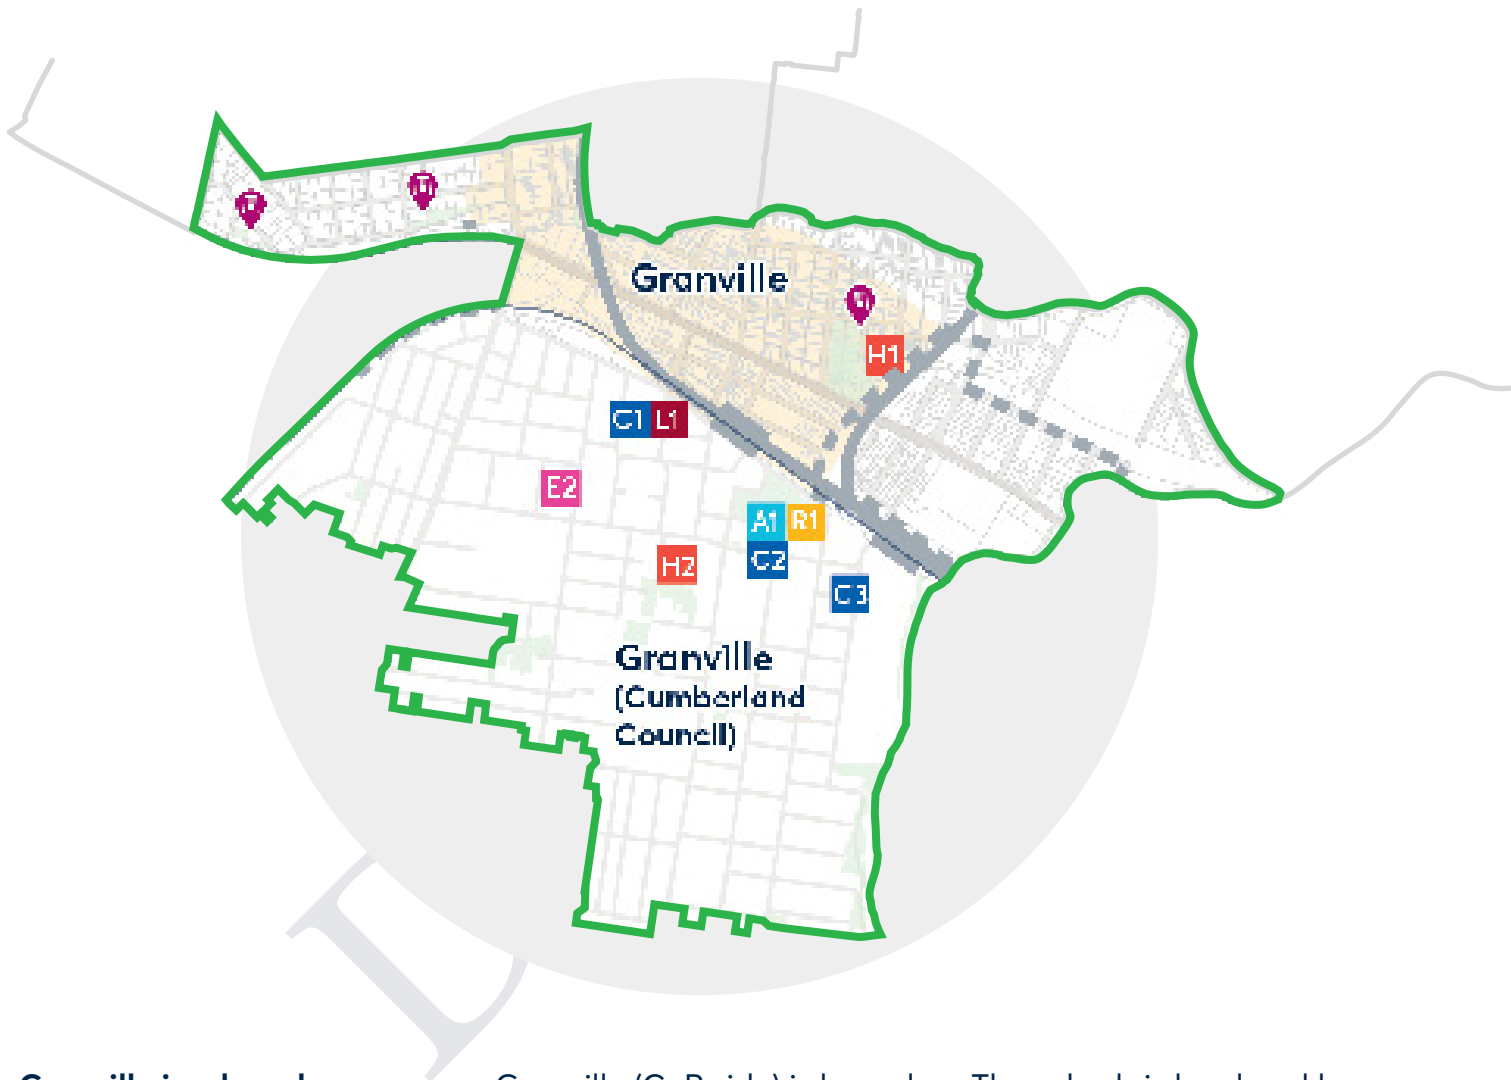 Granville
H1
C1 L1
E2
A1 R1
H2
C2
C3
Granville
(Cumberland
Council)